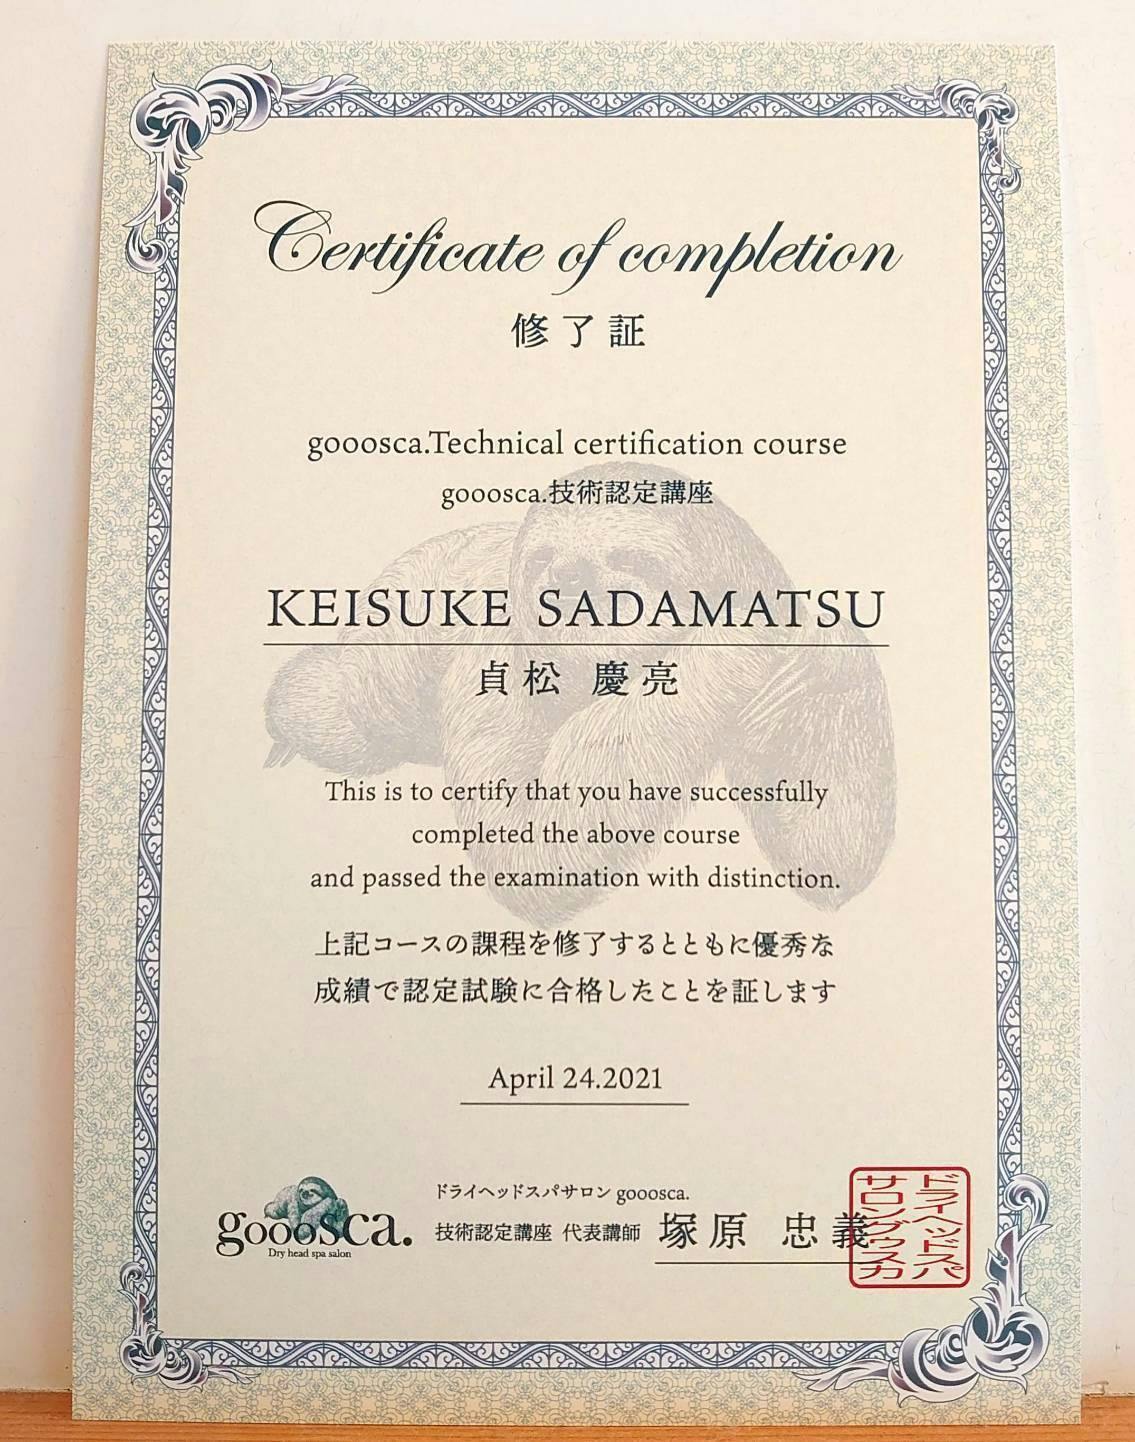 Certificate of completion
修了証
gooosca.Technical certification course
gooosca.技術認定講座
KEISUKE SADAMATSU
貞松 慶亮
This is to certify that you have successfully
completed the above course
and passed the examination with distinction.
上記コースの課程を修了するとともに優秀な
成績で認定試験に合格したことを証します
April 24.2021
gooosca.
Dry head spa salon
ドライヘッドスパサロン gooosca.
技術認定講座 代表講師 塚原 忠義
ドライヘッドスパ
サロングゥスカ